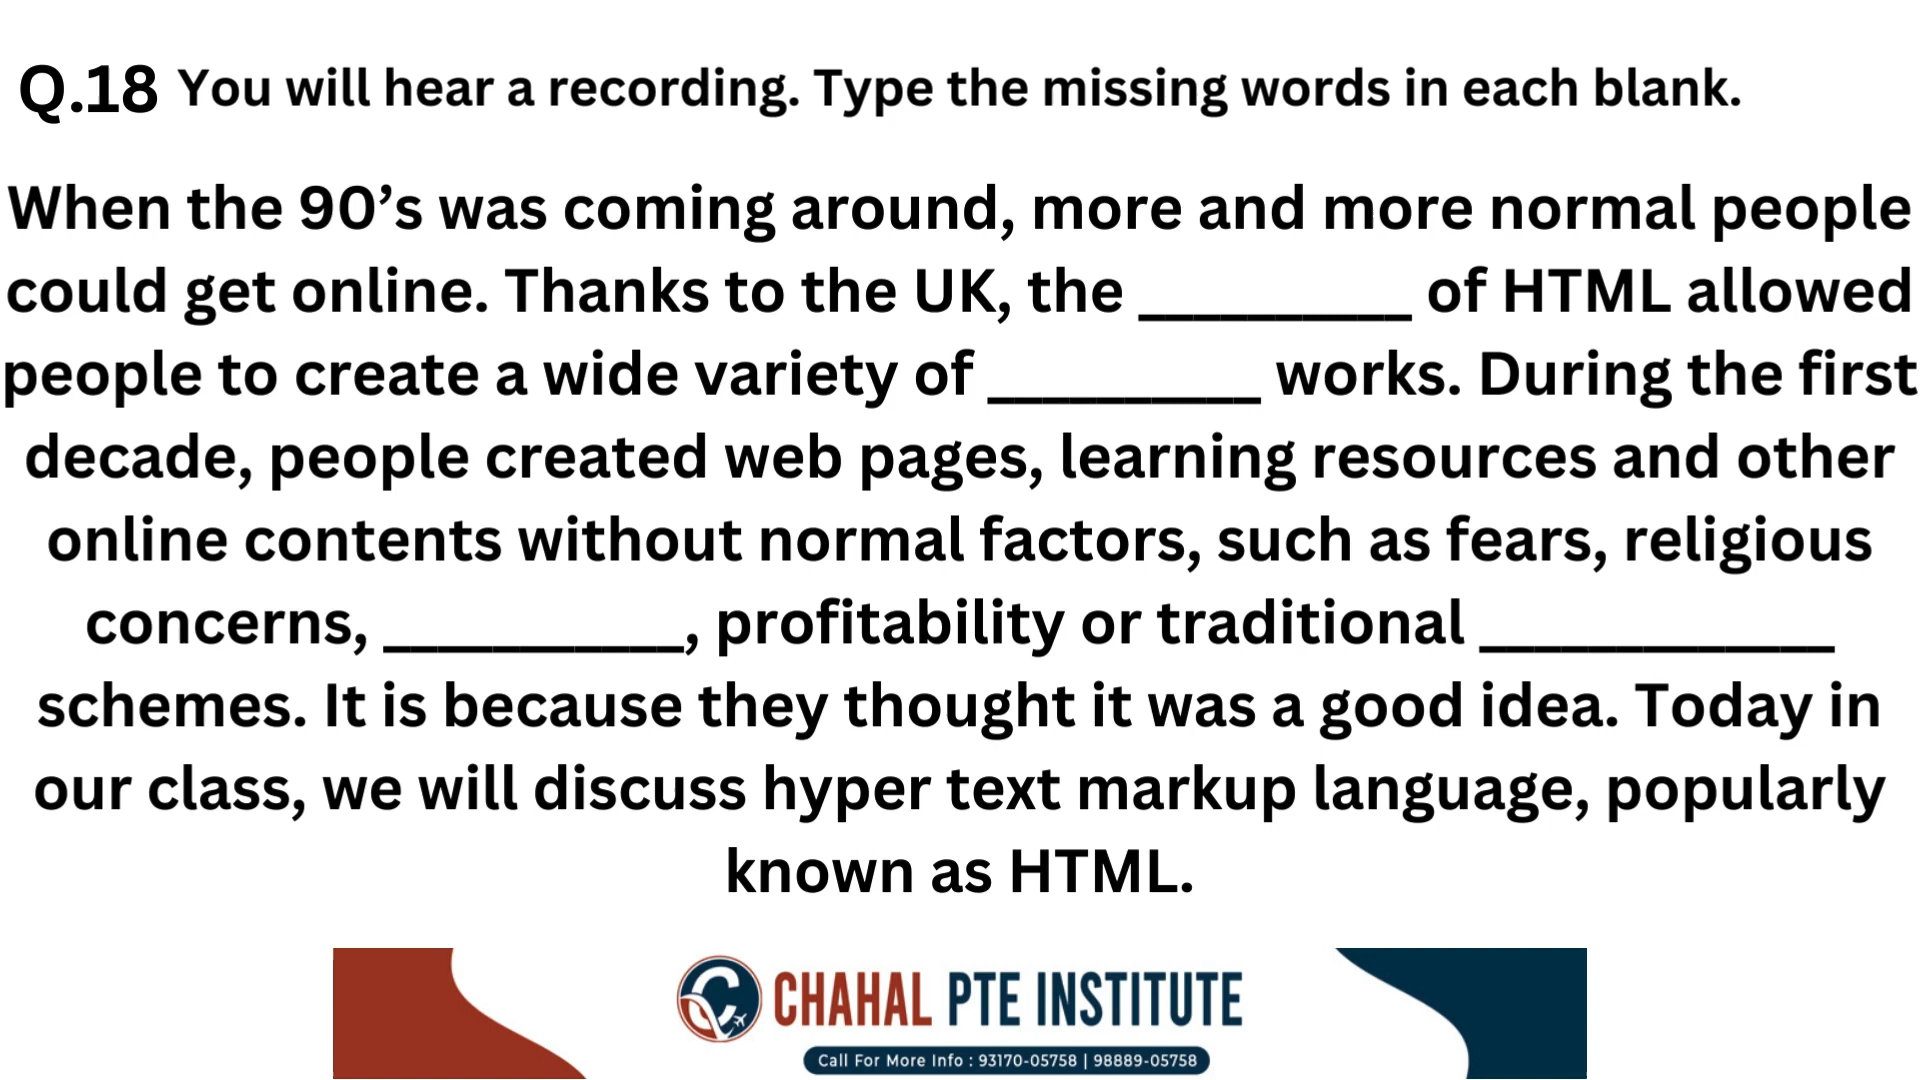 Q.18 You will hear a recording. Type the missing words in each blank.
When the 90’s was coming around, more and more normal people
could get online. Thanks to the UK, the __________ of HTML allowed
people to create a wide variety of __________ works. During the first
decade, people created web pages, learning resources and other
online contents without normal factors, such as fears, religious
concerns, ___________, profitability or traditional _____________
schemes. It is because they thought it was a good idea. Today in
our class, we will discuss hyper text markup language, popularly
known as HTML.
CHAHAL PTE INSTITUTE
Call For More Info : 93170-05758 | 98889-05758